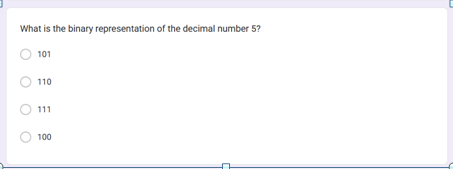 What is the binary representation of the decimal number 5?
101
110
111
100